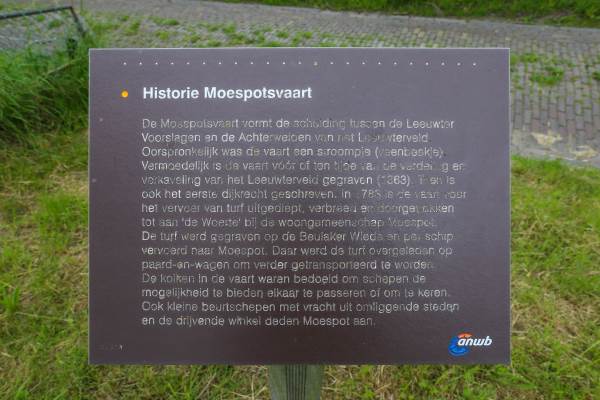 Historie Moespotsvaart
De Moespotsvaart vormt de scheiding tussen de Leeuwter
Voorslagen en de Achterweiden van het Leeuwterveld
Oorspronkelijk was de vaart een stroompje (veenbeekje).
Vermoedelijk is de vaart vóór of ten tijde van de verdeling en
verkaveling van het Leeuwterveld gegraven (1363). Toen is
ook het eerste dijkrecht geschreven. In 1783 is de vaart voor
het vervoer van turf uitgediept, verbreed en doorgetrokken
tot aan 'de Woeste' bij de woongemeenschap Moespot.
De turf werd gegraven op de Beulaker Wiede en per schip
vervoerd naar Moespot. Daar werd de turf overgeladen op
paard-en-wagen om verder getransporteerd te worden.
De kolken in de vaart waren bedoeld om schepen de
mogelijkheid te bieden elkaar te passeren of om te keren.
Ook kleine beurtschepen met vracht uit omliggende steden
en de drijvende winkel deden Moespot aan.
anwb